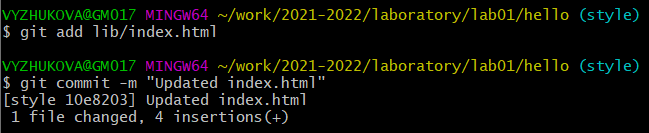 VYZHUKOVA@GM017 MINGW64 ~/work/2021-2022/laboratory/lab01/hello (style)
$ git add lib/index.html
VYZHUKOVA@GM017 MINGW64 ~/work/2021-2022/laboratory/lab01/hello (style)
$ git commit -m "Updated index.html"
[style 10e8203] Updated index.html
 1 file changed, 4 insertions(+)